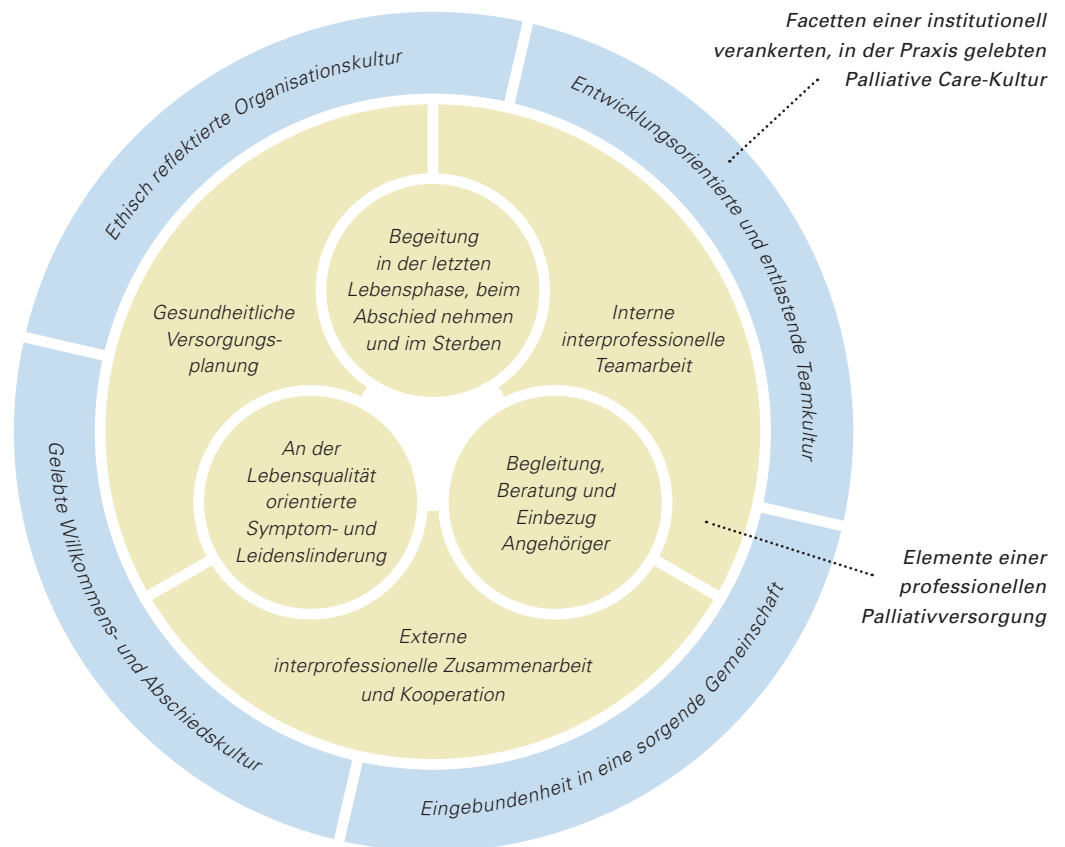 Facetten einer institutionell
verankerten, in der Praxis gelebten
Palliative Care-Kultur
Ethisch reflektierte Organisationskultur
Entwicklungsorientierte und entlastende Teamkultur
Begeitung
in der letzten
Lebensphase, beim
Abschied nehmen
und im Sterben
Gesundheitliche
Versorgungs-
planung
Interne
interprofessionelle
Teamarbeit
An der
Lebensqualität
orientierte
Symptom- und
Leidenslinderung
Begleitung,
Beratung und
Einbezug
Angehöriger
Elemente einer
professionellen
Palliativversorgung
Externe
interprofessionelle Zusammenarbeit
und Kooperation
Gelebte Willkommens- und Abschiedskultur
Eingebundenheit in eine sorgende Gemeinschaft